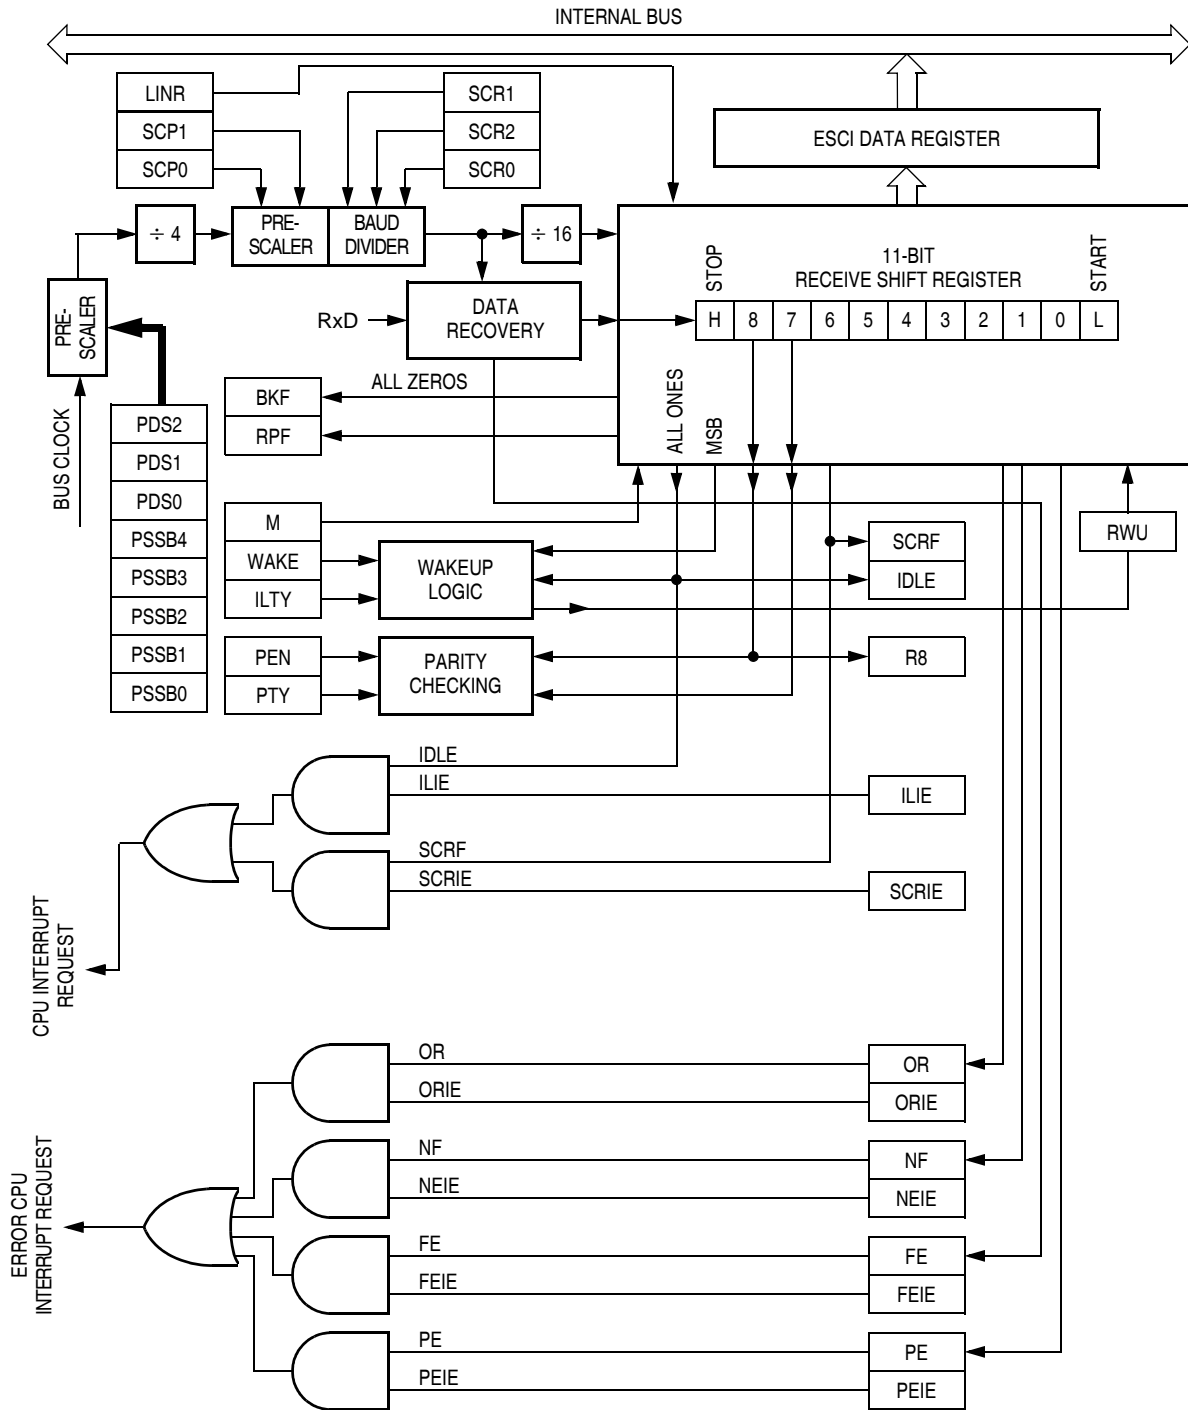 INTERNAL BUS
LINR
SCP1
SCP0
SCR1
SCR2
SCR0
ESCI DATA REGISTER
÷ 4
PRE-
SCALER
BAUD
DIVIDER
÷ 16
PRE-
SCALER
BUS CLOCK
RxD
DATA
RECOVERY
11-BIT
RECEIVE SHIFT REGISTER
STOP
START
H 8 7 6 5 4 3 2 1 0 L
ALL ZEROS
ALL ONES
MSB
BKF
RPF
PDS2
PDS1
PDS0
PSSB4
PSSB3
PSSB2
PSSB1
PSSB0
M
WAKE
ILTY
WAKEUP
LOGIC
PEN
PTY
PARITY
CHECKING
SCRF
IDLE
RWU
R8
IDLE
ILIE
ILIE
SCRF
SCRIE
SCRIE
CPU INTERRUPT
REQUEST
OR
ORIE
OR
ORIE
NF
NEIE
NF
NEIE
FE
FEIE
FE
FEIE
PE
PEIE
PE
PEIE
ERROR CPU
INTERRUPT REQUEST